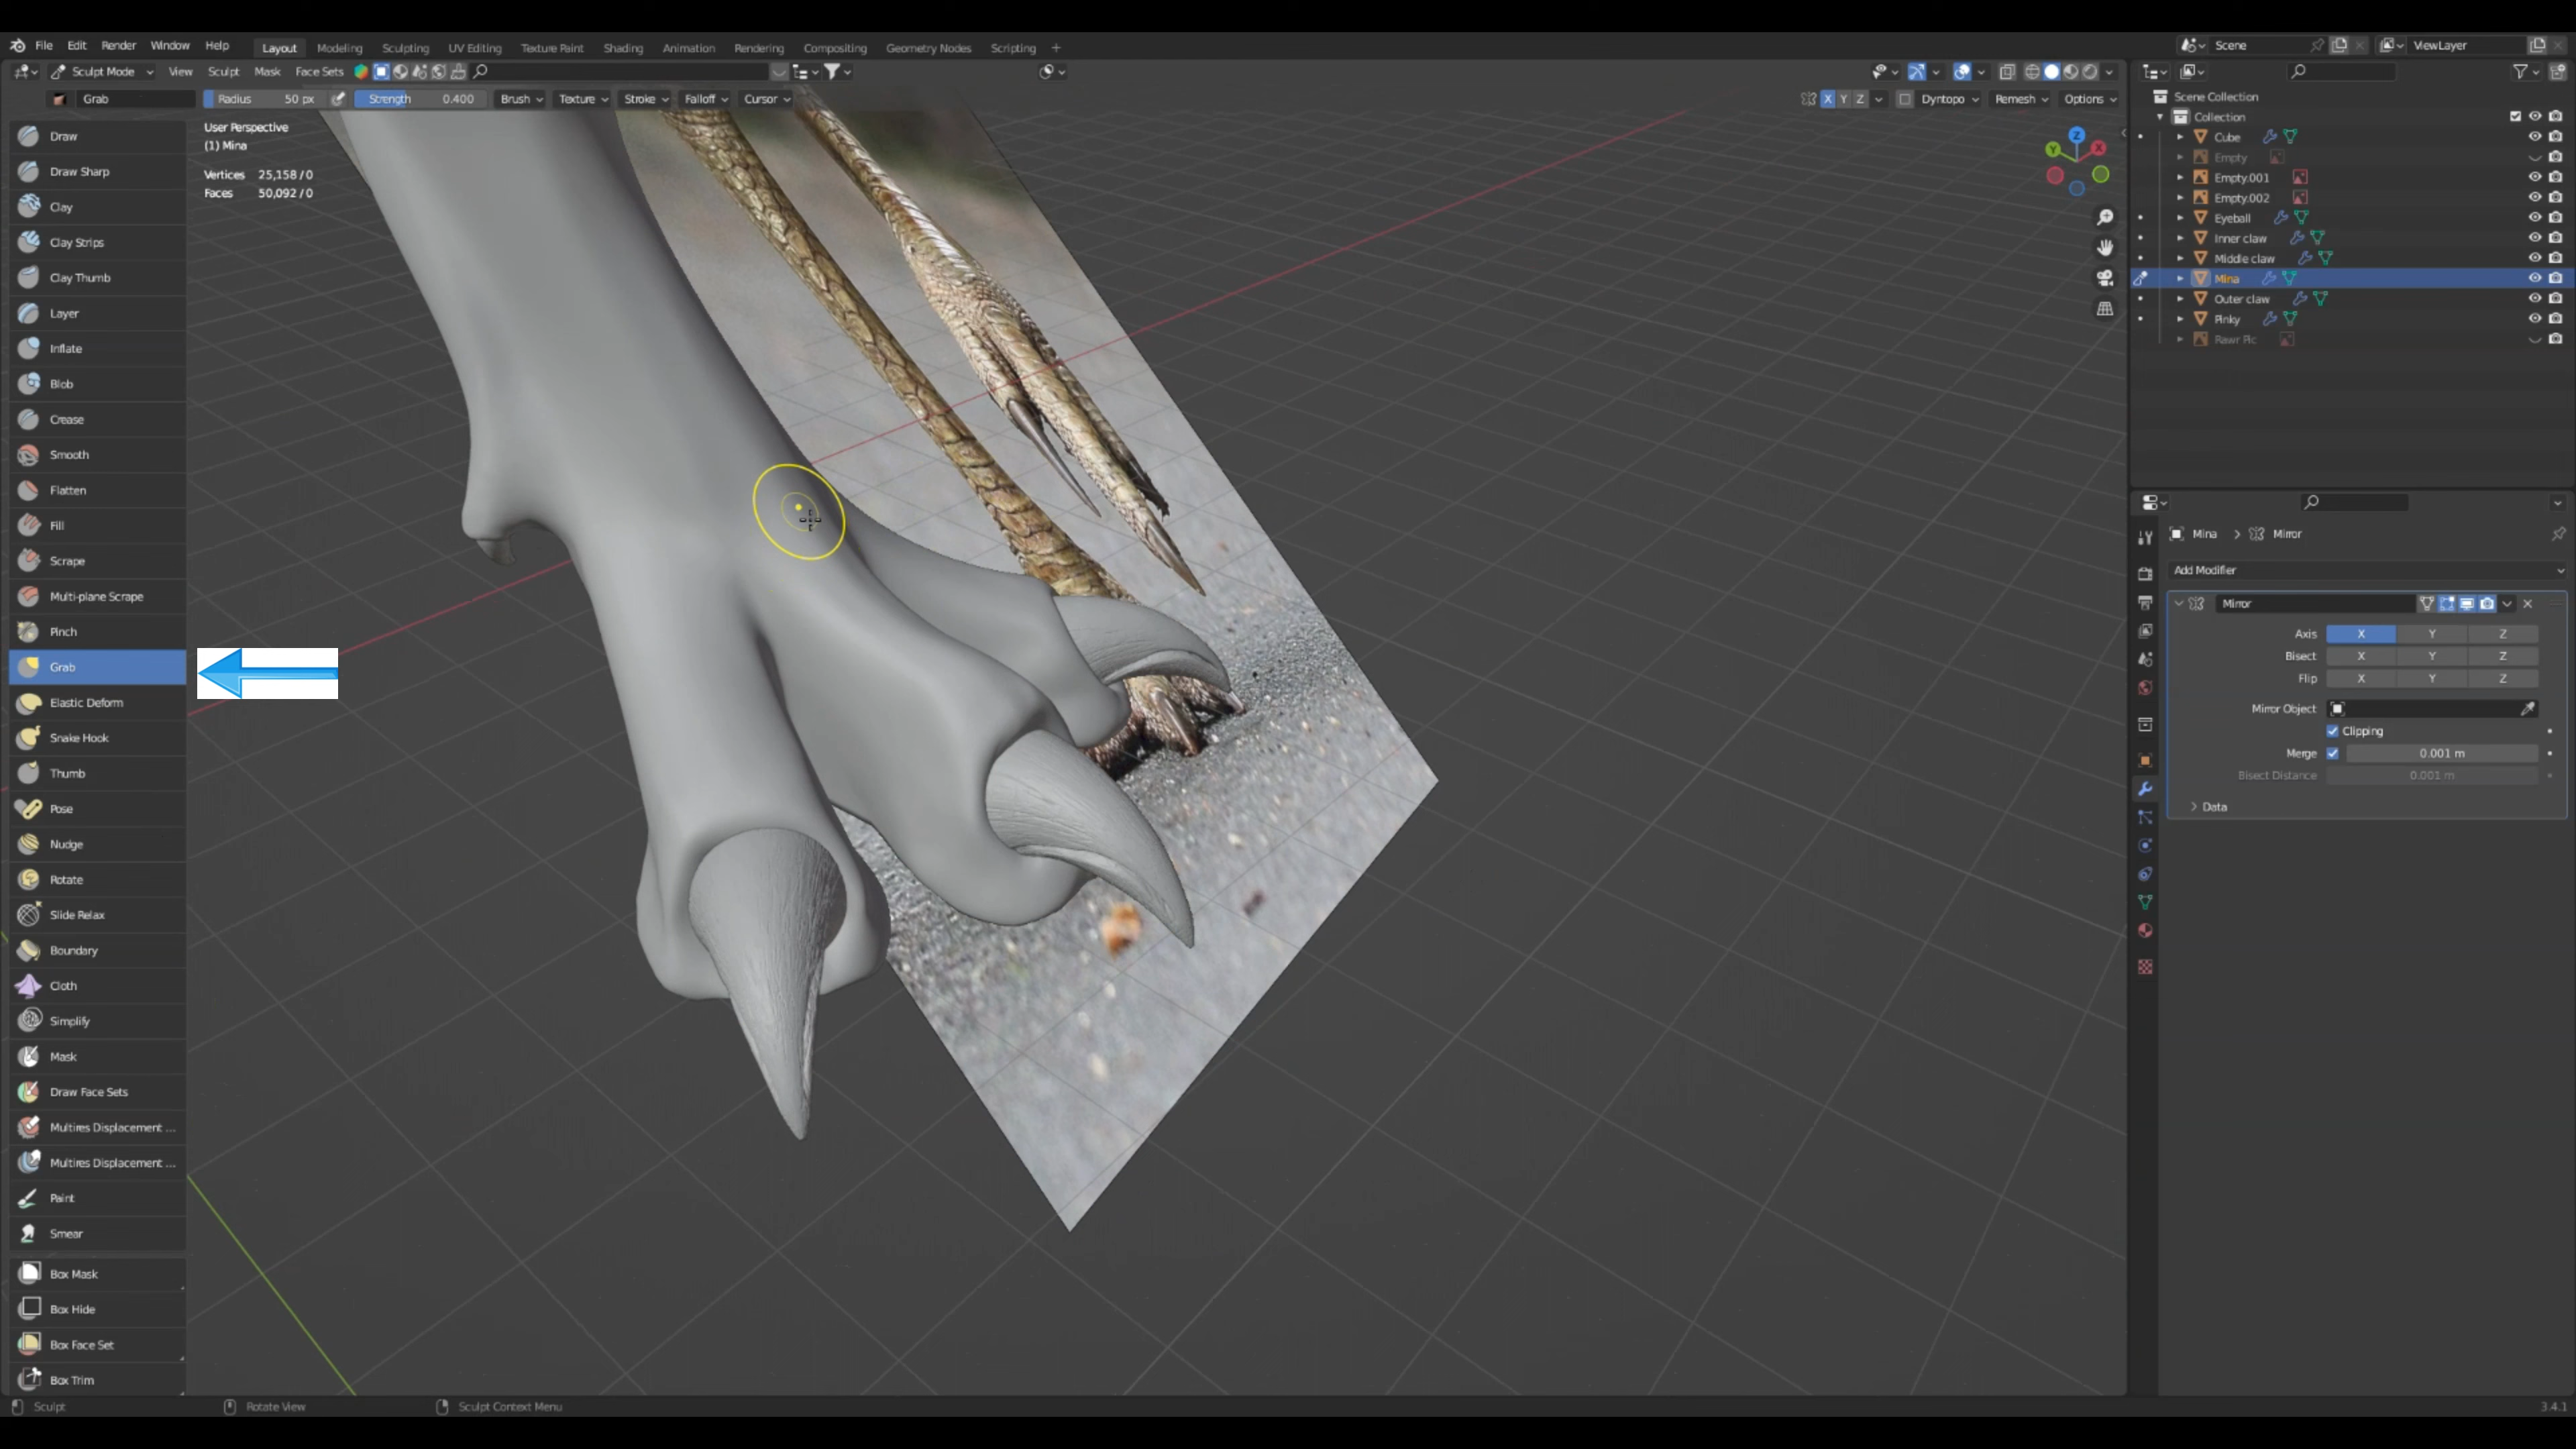 File Edit Render Window Help Layout Modeling Sculpting UV Editing Texture Paint Shading Animation Rendering Compositing Geometry Nodes Scripting + Scene ViewLayer
Sculpt Mode View Sculpt Mask Face Sets
Grab Radius 50 px Strength 0.400 Brush Texture Stroke Falloff Cursor X Y Z Dyntopo Remesh Options
User Perspective
(1) Mina
Vertices 25,158 / 0
Faces 50,092 / 0
Draw
Draw Sharp
Clay
Clay Strips
Clay Thumb
Layer
Inflate
Blob
Crease
Smooth
Flatten
Fill
Scrape
Multi-plane Scrape
Pinch
Grab
Elastic Deform
Snake Hook
Thumb
Pose
Nudge
Rotate
Slide Relax
Boundary
Cloth
Simplify
Mask
Draw Face Sets
Multires Displacement ...
Multires Displacement ...
Paint
Smear
Box Mask
Box Hide
Box Face Set
Box Trim
Z
Y
X
Scene Collection
Collection
Cube
Empty
Empty.001
Empty.002
Eyeball
Inner claw
Middle claw
Mina
Outer claw
Pinky
Rawr Pic
Mina > Mirror
Add Modifier
Mirror
Axis X Y Z
Bisect X Y Z
Flip X Y Z
Mirror Object
Clipping
Merge 0.001 m
Bisect Distance 0.001 m
Data
Sculpt Rotate View Sculpt Context Menu 3.4.1